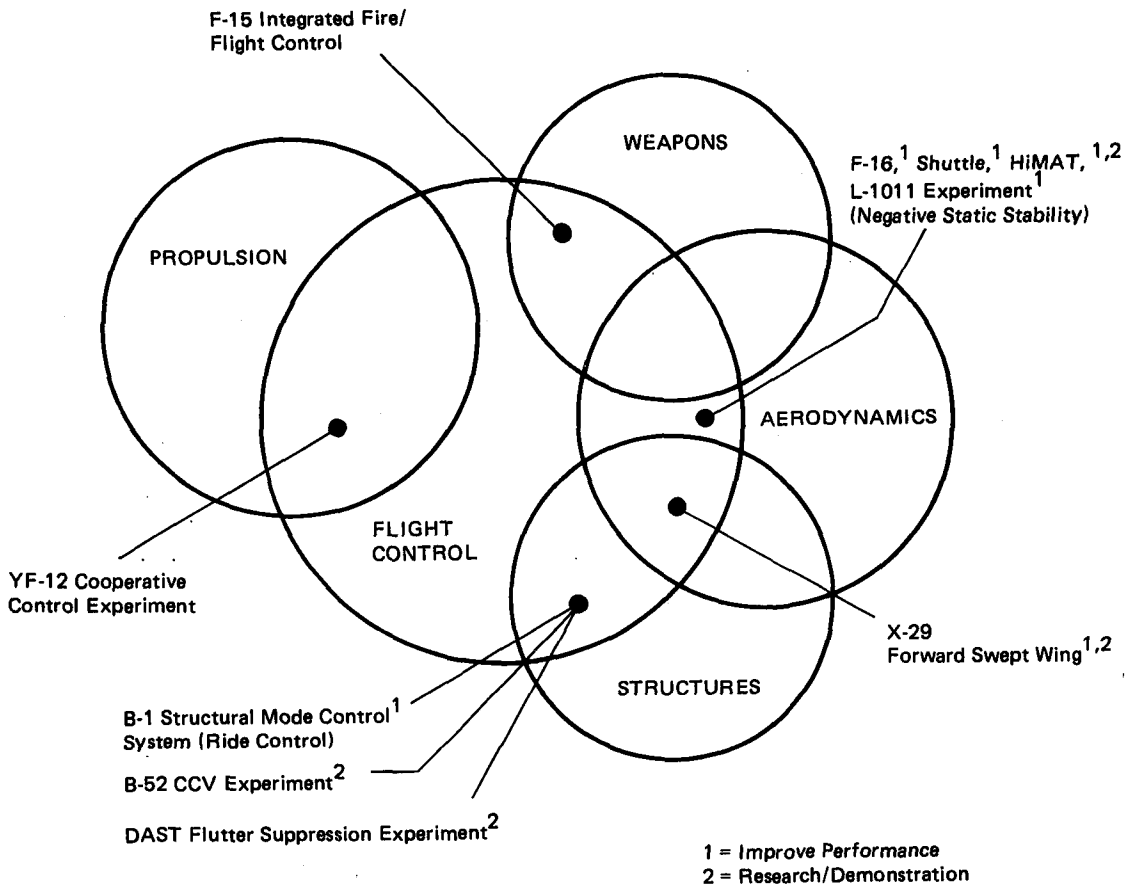 F-15 Integrated Fire/
Flight Control
WEAPONS
F-16,1 Shuttle,1 HiMAT, 1,2
L-1011 Experiment1
(Negative Static Stability)
PROPULSION
AERODYNAMICS
FLIGHT
CONTROL
YF-12 Cooperative
Control Experiment
X-29
Forward Swept Wing1,2
STRUCTURES
B-1 Structural Mode Control1
System (Ride Control)
B-52 CCV Experiment2
DAST Flutter Suppression Experiment2
1 = Improve Performance
2 = Research/Demonstration